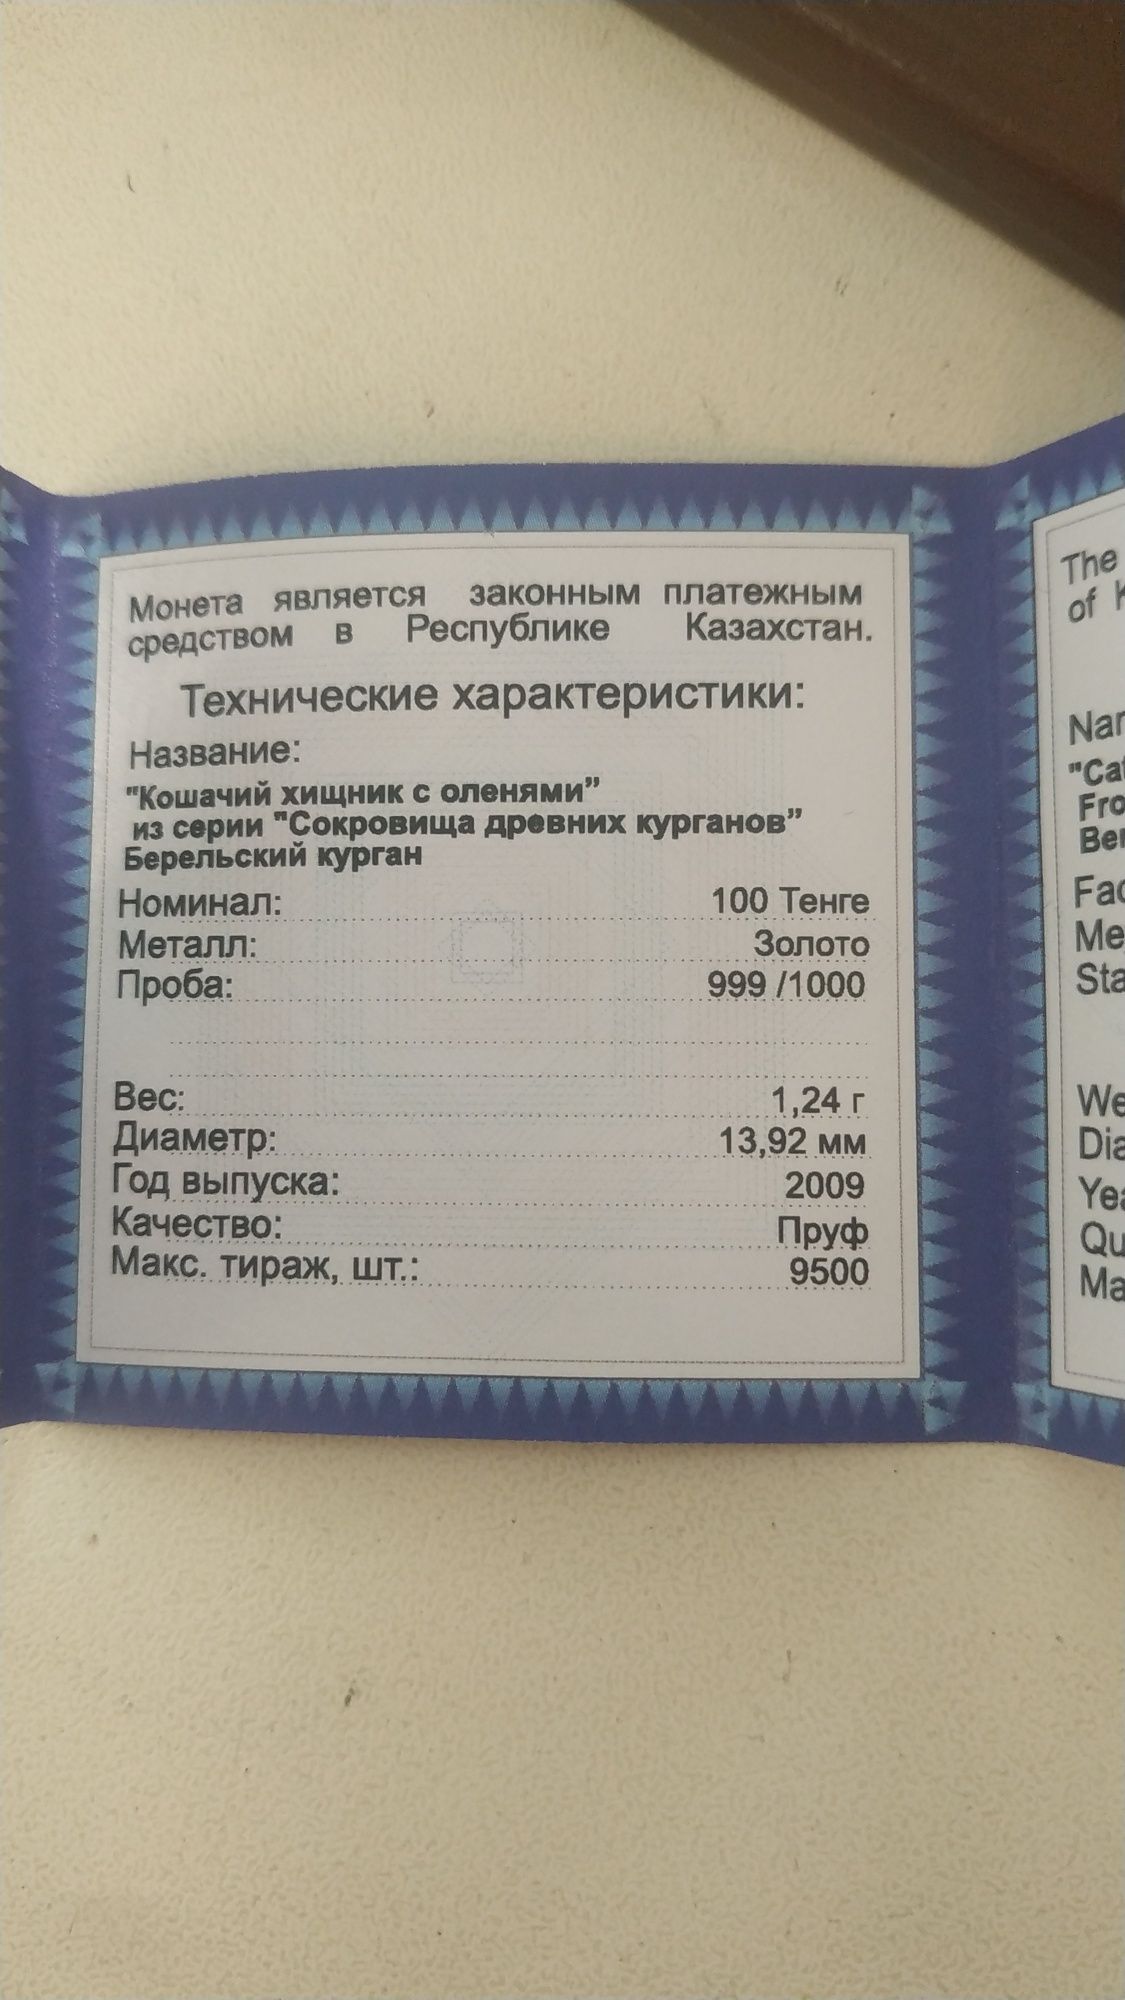 Монета является законным платежным
средством в Республике Казахстан.
Технические характеристики:
Название:
"Кошачий хищник с оленями”
из серии "Сокровища древних курганов”
Берельский курган
Номинал: 100 Тенге
Металл: Золото
Проба: 999 /1000
Вес: 1,24 г
Диаметр: 13,92 мм
Год выпуска: 2009
Качество: Пруф
Макс. тираж, шт.: 9500
The
of